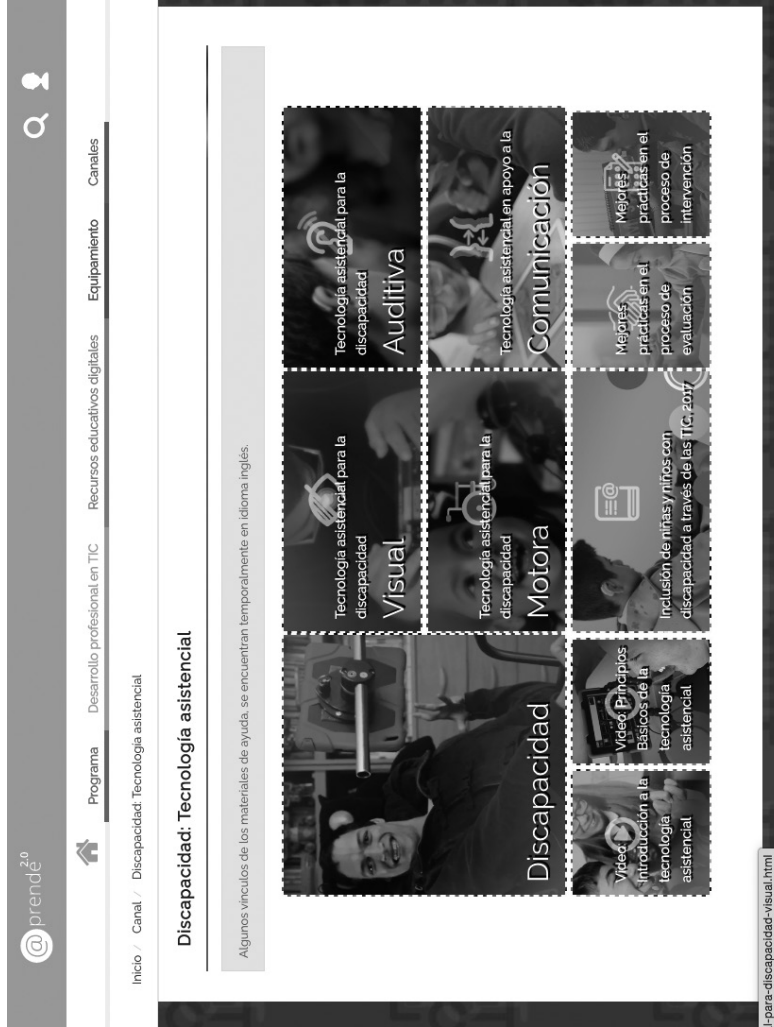 @prende 2.0
Programa Desarrollo profesional en TIC Recursos educativos digitales Equipamiento Canales
Inicio / Canal / Discapacidad: Tecnología asistencial
Discapacidad: Tecnología asistencial
Algunos vínculos de los materiales de ayuda, se encuentran temporalmente en idioma inglés.
Discapacidad
Tecnología asistencial para la
discapacidad
Visual
Tecnología asistencial para la
discapacidad
Auditiva
Tecnología asistencial para la
discapacidad
Motora
Tecnología asistencial en apoyo a la
Comunicación
Video:
Introducción a la
tecnología
asistencial
Video: Principios
Básicos de la
tecnología
asistencial
Inclusión de niñas y niños con
discapacidad a través de las TIC, 2017
Mejores
prácticas en el
proceso de
evaluación
Mejores
prácticas en el
proceso de
intervención
l-para-discapacidad-visual.html